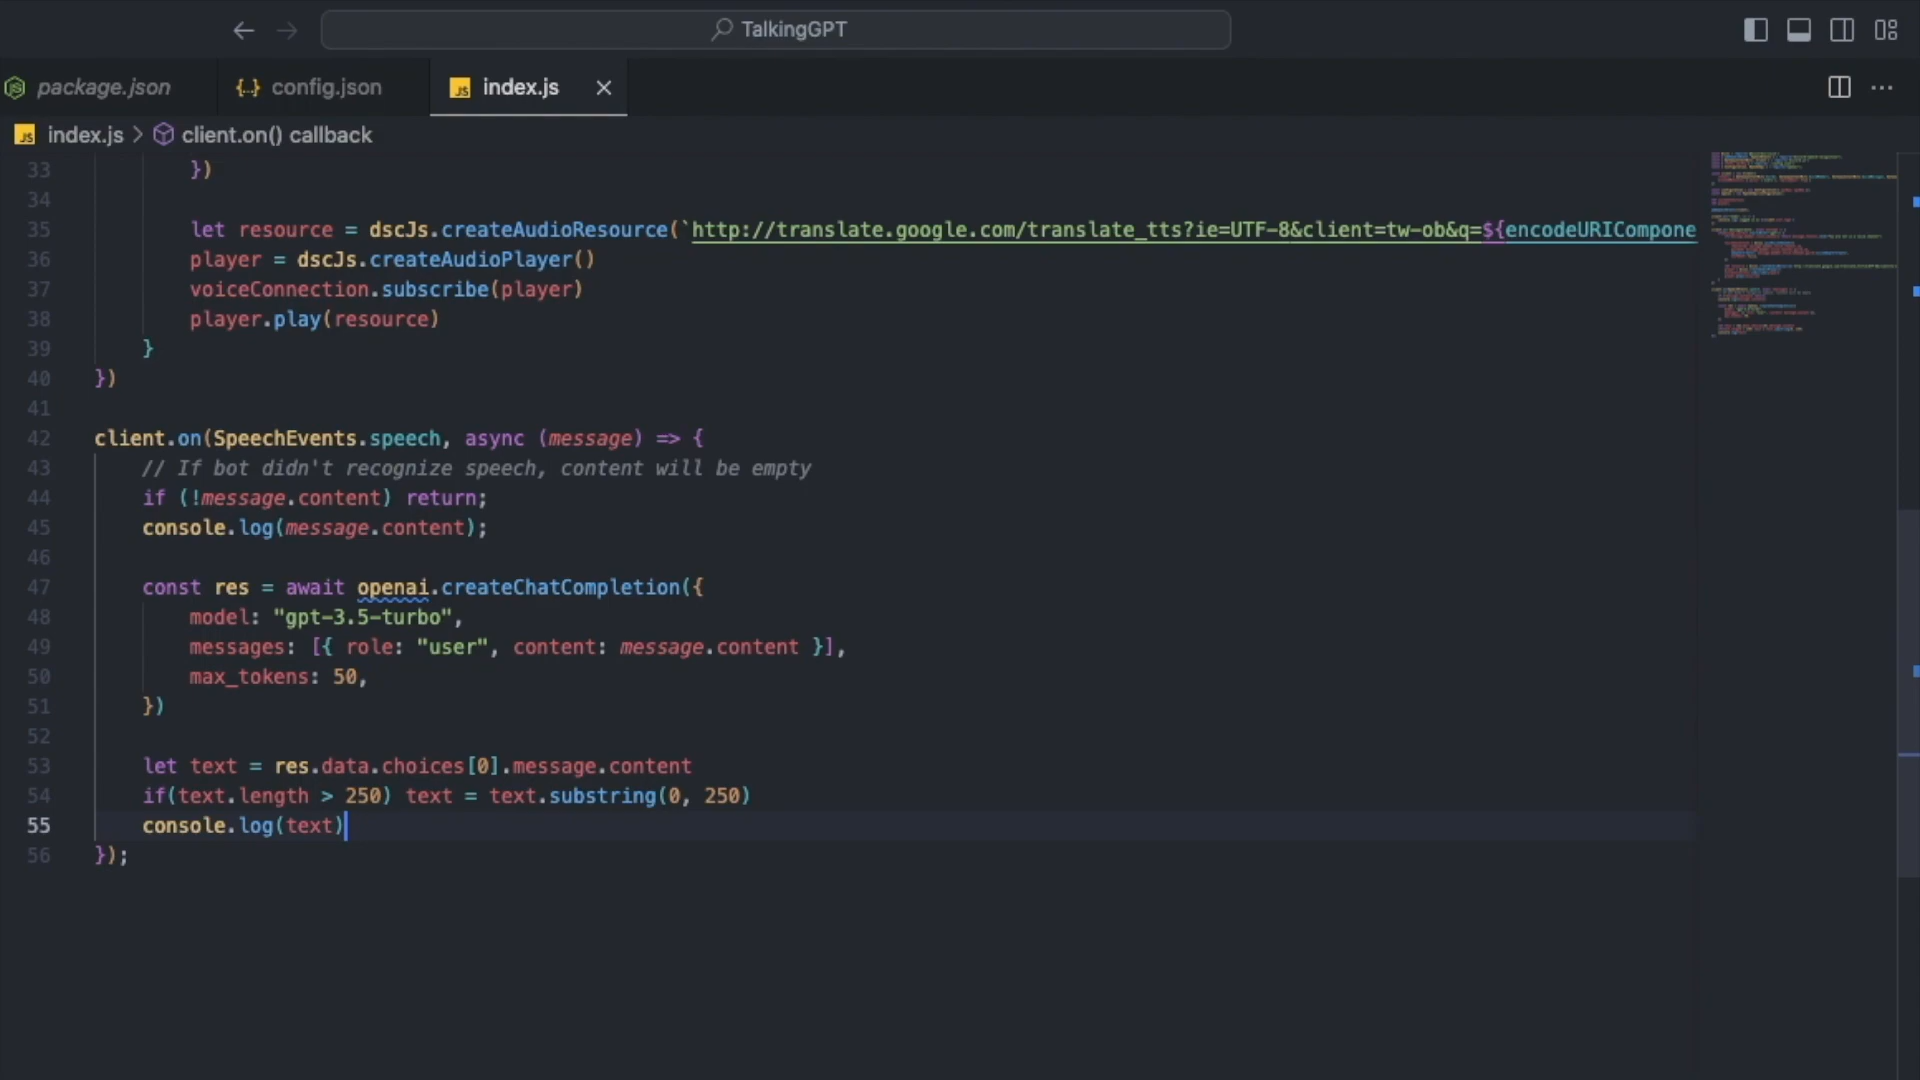 TalkingGPT
package.json
{..} config.json
JS index.js
JS index.js > client.on() callback
33 })
34
35 let resource = dscJs.createAudioResource(`http://translate.google.com/translate_tts?ie=UTF-8&client=tw-ob&q=${encodeURICompone
36 player = dscJs.createAudioPlayer()
37 voiceConnection.subscribe(player)
38 player.play(resource)
39 }
40 })
41
42 client.on(SpeechEvents.speech, async (message) => {
43 // If bot didn't recognize speech, content will be empty
44 if (!message.content) return;
45 console.log(message.content);
46
47 const res = await openai.createChatCompletion({
48 model: "gpt-3.5-turbo",
49 messages: [{ role: "user", content: message.content }],
50 max_tokens: 50,
51 })
52
53 let text = res.data.choices[0].message.content
54 if(text.length > 250) text = text.substring(0, 250)
55 console.log(text)
56 });